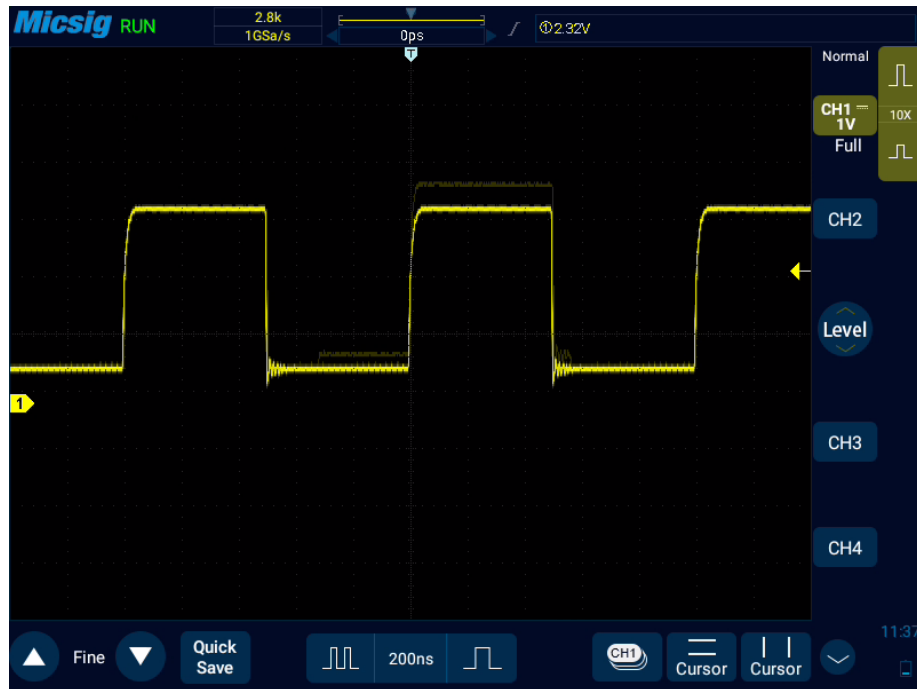 Micsig RUN
2.8k
1GSa/s
0ps
①2.32V
T
Normal
CH1
1V
10X
Full
CH2
Level
1
CH3
CH4
Fine
Quick
Save
200ns
CH1
Cursor
Cursor
11:37